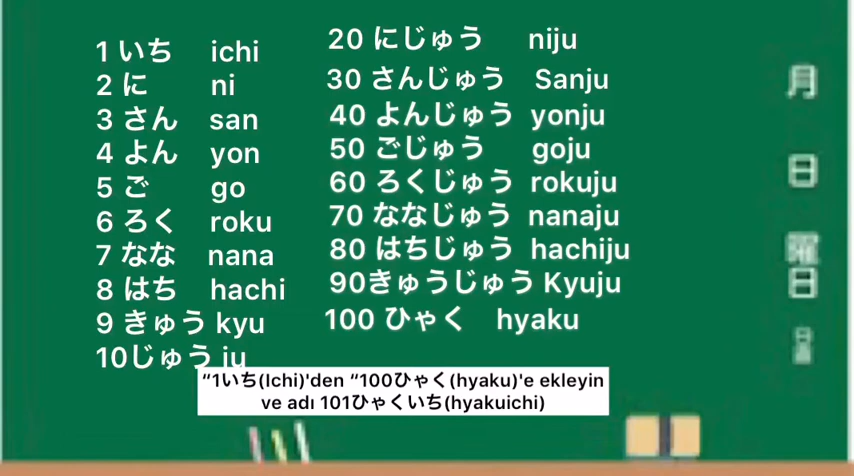 1 いち ichi
2 に ni
3 さん san
4 よん yon
5 ご go
6 ろく roku
7 なな nana
8 はち hachi
9 きゅう kyu
10じゅう ju
20 にじゅう niju
30 さんじゅう Sanju
40 よんじゅう yonju
50 ごじゅう goju
60 ろくじゅう rokuju
70 ななじゅう nanaju
80 はちじゅう hachiju
90きゅうじゅう Kyuju
100 ひゃく hyaku
“1いち(Ichi)'den “100ひゃく(hyaku)'e ekleyin
ve adı 101ひゃくいち(hyakuichi)
月
日
曜
日